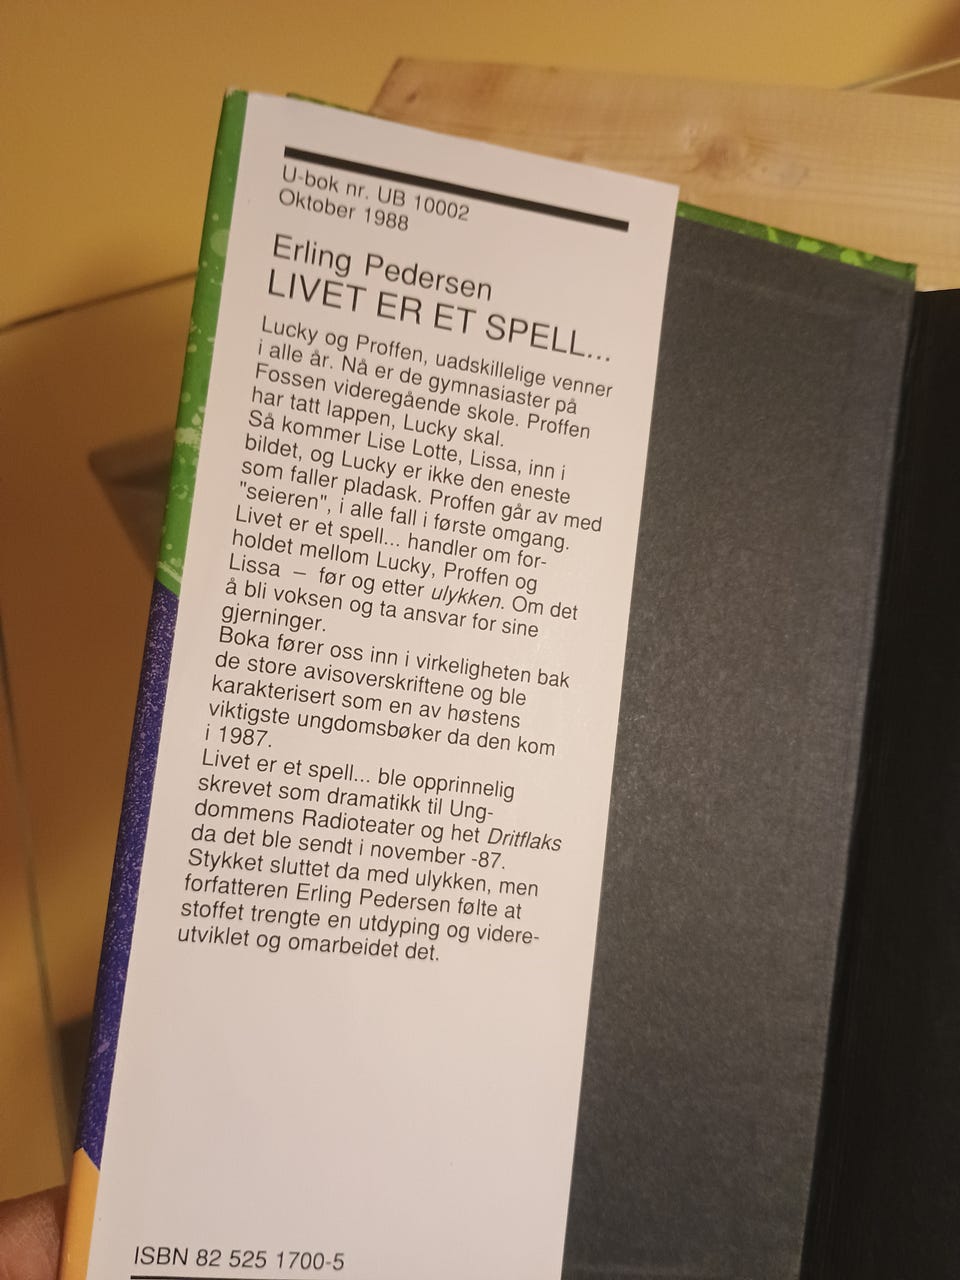 U-bok nr. UB 10002
Oktober 1988
Erling Pedersen
LIVET ER ET SPELL...
Lucky og Proffen, uadskillelige venner
i alle år. Nå er de gymnasiaster på
Fossen videregående skole. Proffen
har tatt lappen, Lucky skal.
Så kommer Lise Lotte, Lissa, inn i
bildet, og Lucky er ikke den eneste
som faller pladask. Proffen går av med
"seieren", i alle fall i første omgang.
Livet er et spell... handler om for-
holdet mellom Lucky, Proffen og
Lissa – før og etter ulykken. Om det
å bli voksen og ta ansvar for sine
gjerninger.
Boka fører oss inn i virkeligheten bak
de store avisoverskriftene og ble
karakterisert som en av høstens
viktigste ungdomsbøker da den kom
i 1987.
Livet er et spell... ble opprinnelig
skrevet som dramatikk til Ung-
dommens Radioteater og het Dritflaks
da det ble sendt i november -87.
Stykket sluttet da med ulykken, men
forfatteren Erling Pedersen følte at
stoffet trengte en utdyping og videre-
utviklet og omarbeidet det.
ISBN 82 525 1700-5